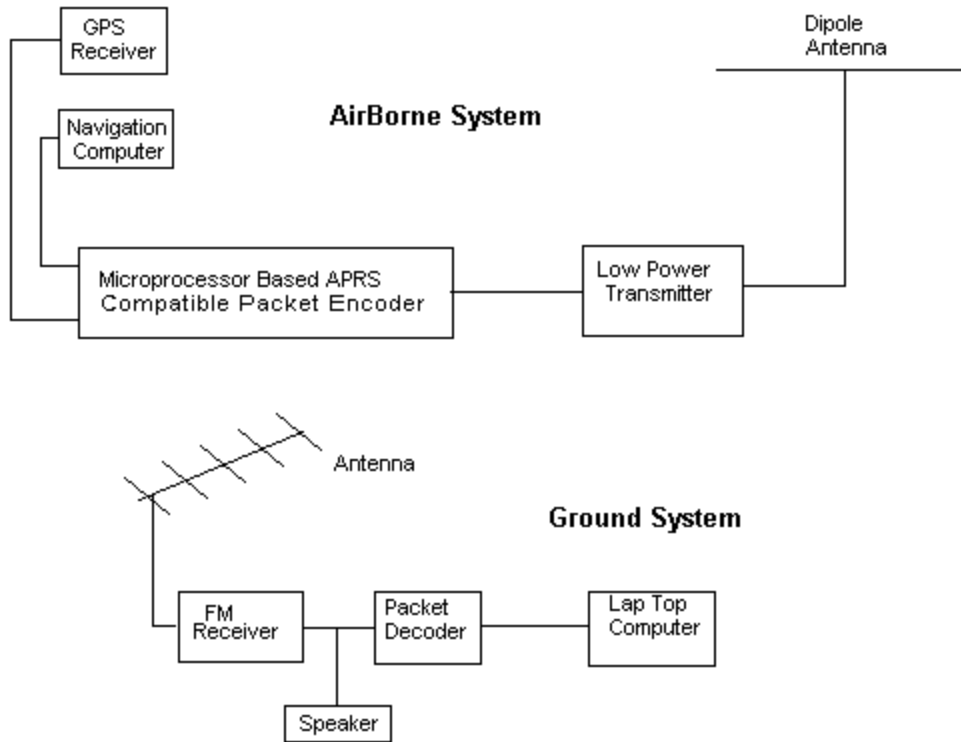 GPS
Receiver
Dipole
Antenna
AirBorne System
Navigation
Computer
Microprocessor Based APRS
Compatible Packet Encoder
Low Power
Transmitter
Antenna
Ground System
FM
Receiver
Packet
Decoder
Lap Top
Computer
Speaker